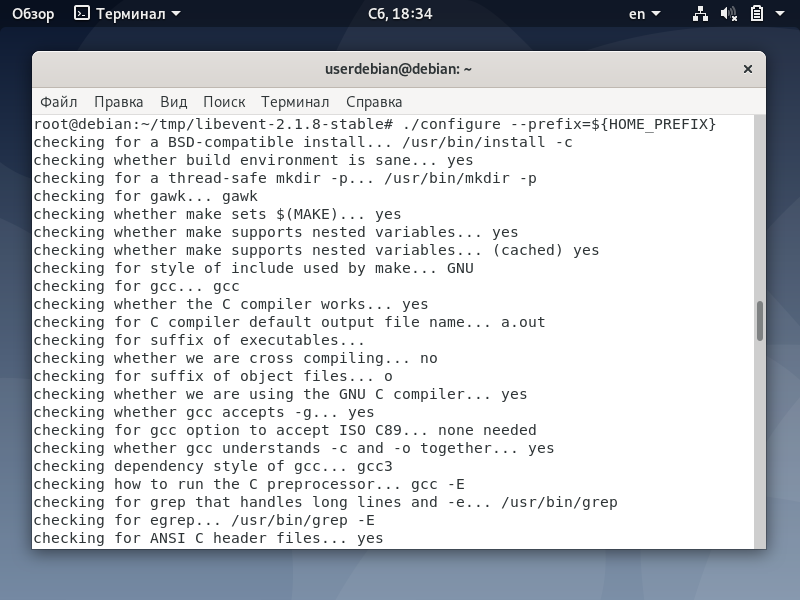 Обзор Терминал Сб, 18:34 en
userdebian@debian: ~ ×
Файл Правка Вид Поиск Терминал Справка
root@debian:~/tmp/libevent-2.1.8-stable# ./configure --prefix=${HOME_PREFIX}
checking for a BSD-compatible install... /usr/bin/install -c
checking whether build environment is sane... yes
checking for a thread-safe mkdir -p... /usr/bin/mkdir -p
checking for gawk... gawk
checking whether make sets $(MAKE)... yes
checking whether make supports nested variables... yes
checking whether make supports nested variables... (cached) yes
checking for style of include used by make... GNU
checking for gcc... gcc
checking whether the C compiler works... yes
checking for C compiler default output file name... a.out
checking for suffix of executables...
checking whether we are cross compiling... no
checking for suffix of object files... o
checking whether we are using the GNU C compiler... yes
checking whether gcc accepts -g... yes
checking for gcc option to accept ISO C89... none needed
checking whether gcc understands -c and -o together... yes
checking dependency style of gcc... gcc3
checking how to run the C preprocessor... gcc -E
checking for grep that handles long lines and -e... /usr/bin/grep
checking for egrep... /usr/bin/grep -E
checking for ANSI C header files... yes